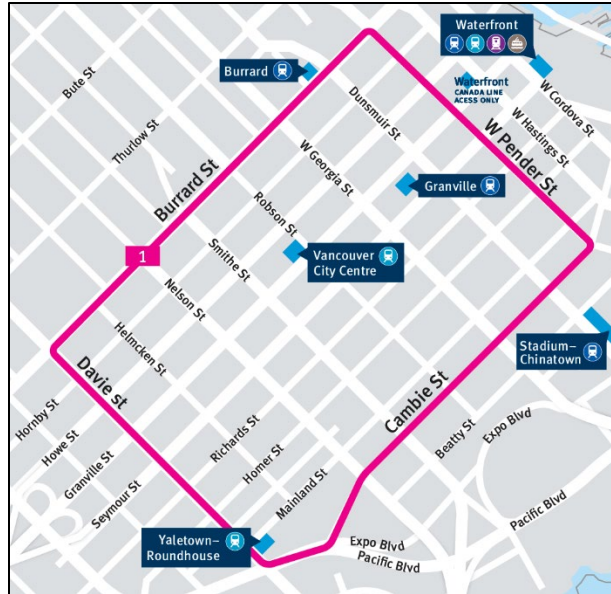 Waterfront
Burrard
Waterfront
CANADA LINE
ACESS ONLY
W Cordova St
W Hastings St
W Pender St
Bute St
Thurlow St
Burrard St
Dunsmuir St
W Georgia St
Granville
Robson St
Vancouver
City Centre
Smithe St
1
Nelson St
Helmcken St
Stadium–
Chinatown
Davie St
Cambie St
Hornby St
Howe St
Granville St
Seymour St
Richards St
Homer St
Mainland St
Beatty St
Expo Blvd
Pacific Blvd
Yaletown–
Roundhouse
Expo Blvd
Pacific Blvd